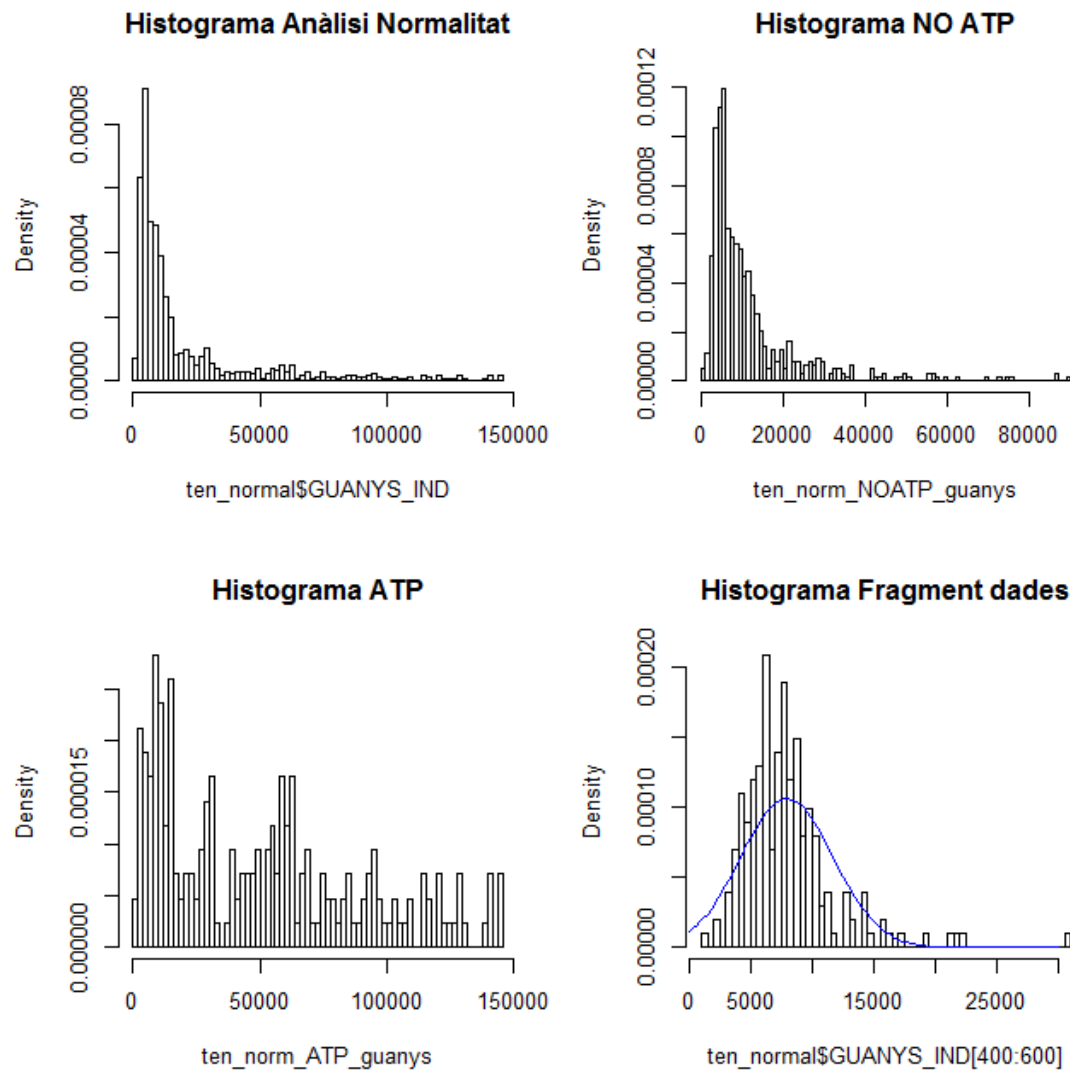 Histograma Anàlisi Normalitat
Density
0.00000
0.00004
0.00008
0
50000
100000
150000
ten_normal$GUANYS_IND
Histograma NO ATP
Density
0.00000
0.00004
0.00008
0.00012
0
20000
40000
60000
80000
ten_norm_NOATP_guanys
Histograma ATP
Density
0.000000
0.000015
0
50000
100000
150000
ten_norm_ATP_guanys
Histograma Fragment dades
Density
0.00000
0.00010
0.00020
0
5000
15000
25000
ten_normal$GUANYS_IND[400:600]